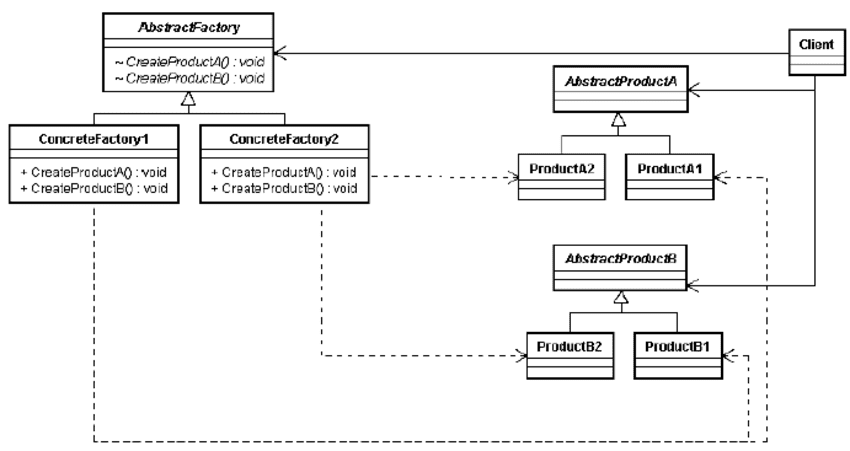 AbstractFactory
~ CreateProductA() : void
~ CreateProductB() : void
Client
AbstractProductA
ConcreteFactory1
+ CreateProductA() : void
+ CreateProductB() : void
ConcreteFactory2
+ CreateProductA() : void
+ CreateProductB() : void
ProductA2
ProductA1
AbstractProductB
ProductB2
ProductB1